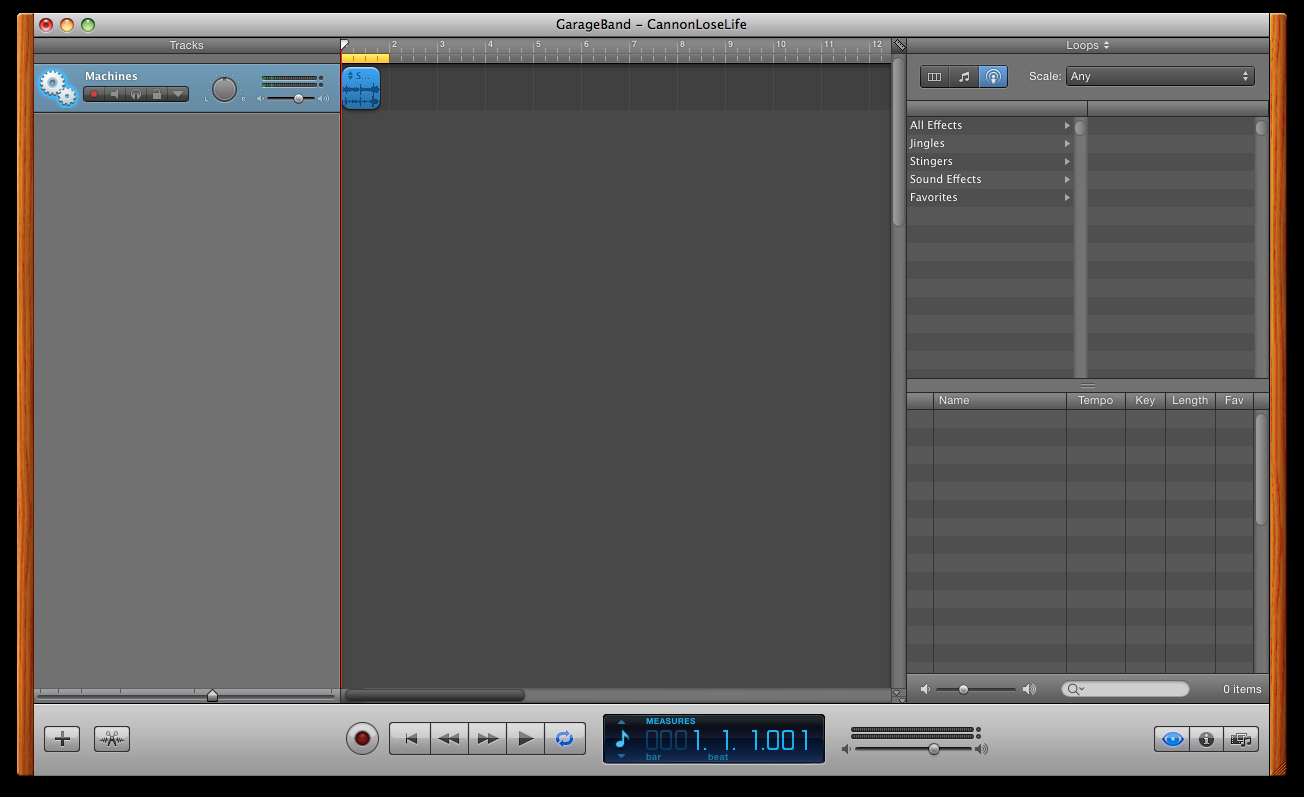 GarageBand – CannonLoseLife
Tracks
2 3 4 5 6 7 8 9 10 11 12
Loops
Machines
L R
S...
Scale: Any
All Effects
Jingles
Stingers
Sound Effects
Favorites
Name Tempo Key Length Fav
0 items
MEASURES
0001. 1. 1.001
bar beat